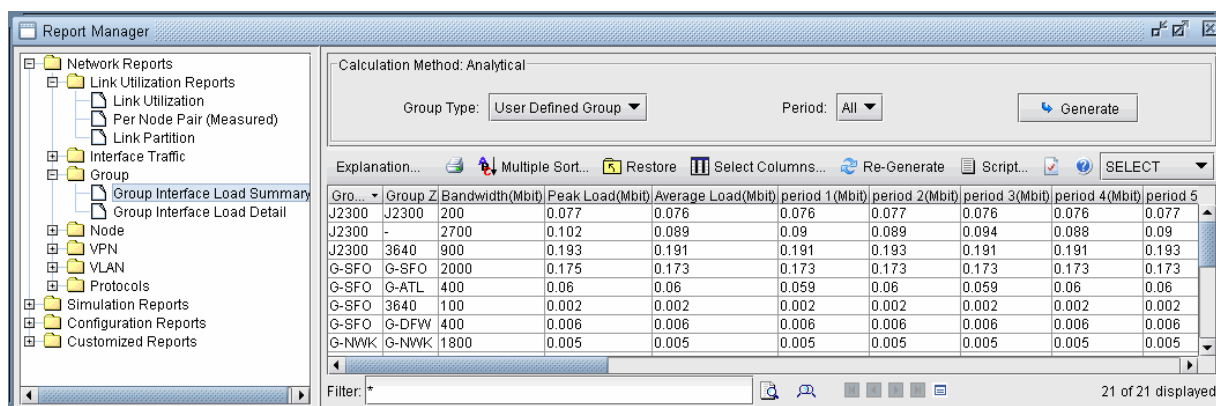 Report Manager
Network Reports
Link Utilization Reports
Link Utilization
Per Node Pair (Measured)
Link Partition
Interface Traffic
Group
Group Interface Load Summary
Group Interface Load Detail
Node
VPN
VLAN
Protocols
Simulation Reports
Configuration Reports
Customized Reports
Calculation Method: Analytical
Group Type: User Defined Group Period: All Generate
Explanation... Multiple Sort... Restore Select Columns... Re-Generate Script... SELECT
Gro... Group Z Bandwidth(Mbit) Peak Load(Mbit) Average Load(Mbit) period 1(Mbit) period 2(Mbit) period 3(Mbit) period 4(Mbit) period 5
J2300 J2300 200 0.077 0.076 0.076 0.077 0.076 0.076 0.077
J2300 - 2700 0.102 0.089 0.09 0.089 0.094 0.088 0.09
J2300 3640 900 0.193 0.191 0.191 0.193 0.191 0.191 0.193
G-SFO G-SFO 2000 0.175 0.173 0.173 0.173 0.173 0.173 0.173
G-SFO G-ATL 400 0.06 0.06 0.059 0.06 0.059 0.06 0.06
G-SFO 3640 100 0.002 0.002 0.002 0.002 0.002 0.002 0.002
G-SFO G-DFW 400 0.006 0.006 0.006 0.006 0.006 0.006 0.006
G-NWK G-NWK 1800 0.005 0.005 0.005 0.005 0.005 0.005 0.005
Filter: * 21 of 21 displayed